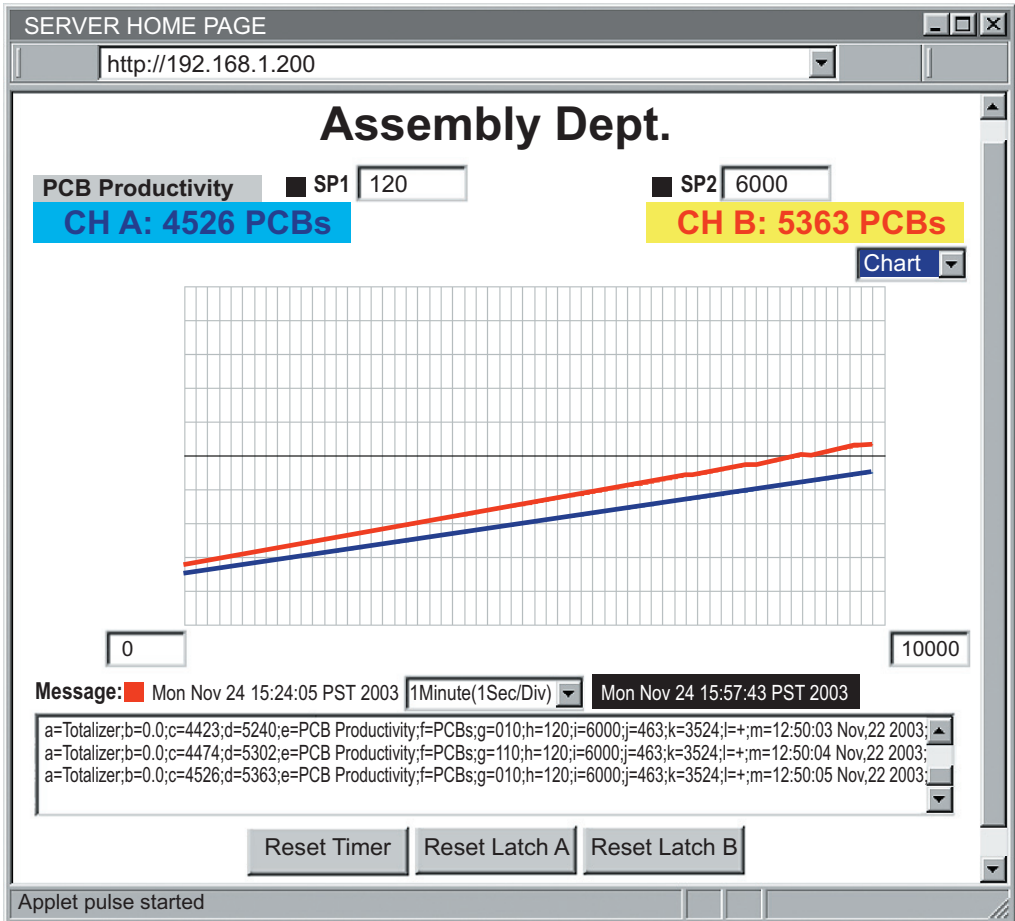 SERVER HOME PAGE
http://192.168.1.200
Assembly Dept.
PCB Productivity
SP1 120
SP2 6000
CH A: 4526 PCBs
CH B: 5363 PCBs
Chart
0
10000
Message: Mon Nov 24 15:24:05 PST 2003 1Minute(1Sec/Div) Mon Nov 24 15:57:43 PST 2003
a=Totalizer;b=0.0;c=4423;d=5240;e=PCB Productivity;f=PCBs;g=010;h=120;i=6000;j=463;k=3524;l=+;m=12:50:03 Nov,22 2003;
a=Totalizer;b=0.0;c=4474;d=5302;e=PCB Productivity;f=PCBs;g=110;h=120;i=6000;j=463;k=3524;l=+;m=12:50:04 Nov,22 2003;
a=Totalizer;b=0.0;c=4526;d=5363;e=PCB Productivity;f=PCBs;g=010;h=120;i=6000;j=463;k=3524;l=+;m=12:50:05 Nov,22 2003;
Reset Timer
Reset Latch A
Reset Latch B
Applet pulse started